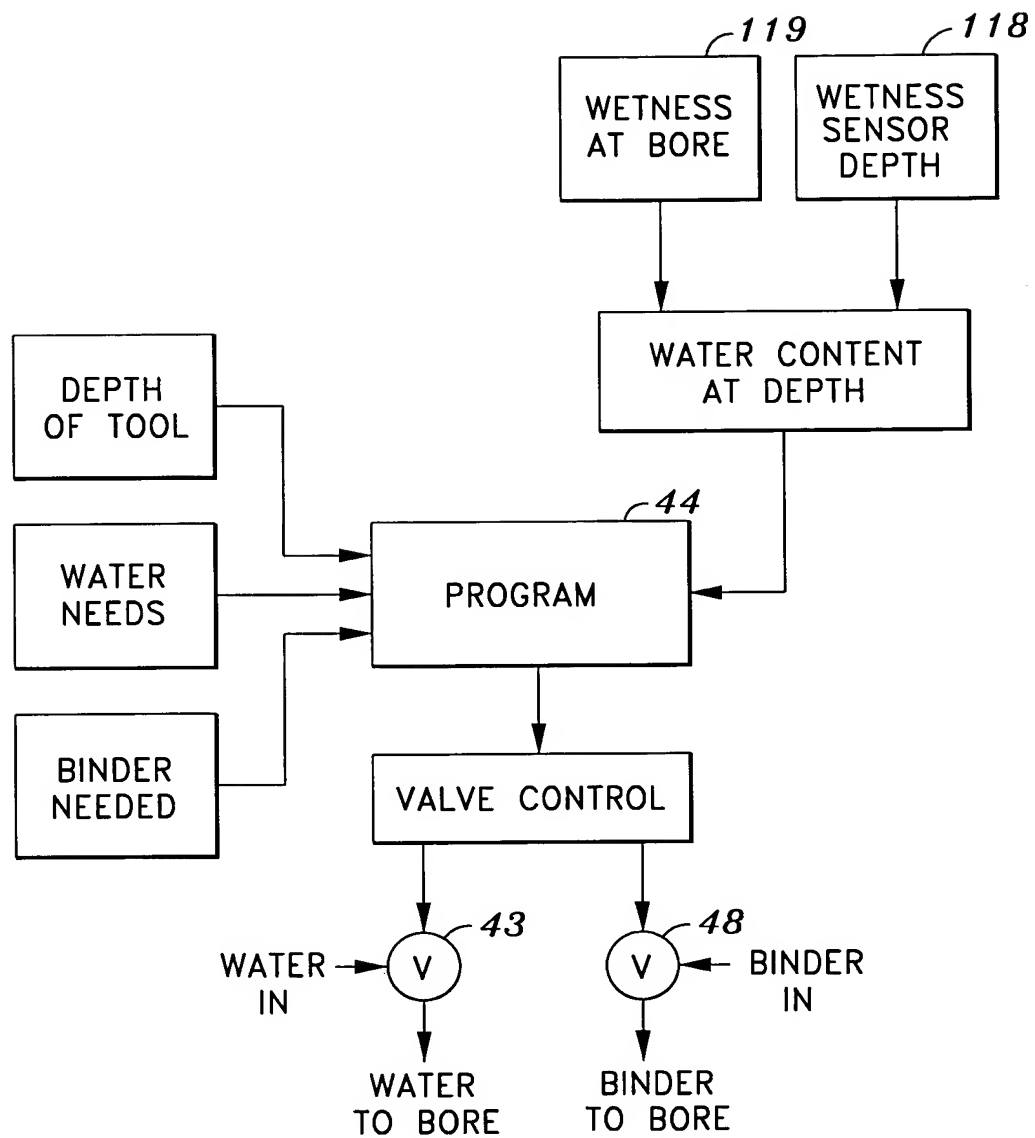 119
118
WETNESS
AT BORE
WETNESS
SENSOR
DEPTH
WATER CONTENT
AT DEPTH
DEPTH
OF TOOL
44
WATER
NEEDS
PROGRAM
BINDER
NEEDED
VALVE CONTROL
43
48
WATER
IN
V
V
BINDER
IN
WATER
TO BORE
BINDER
TO BORE